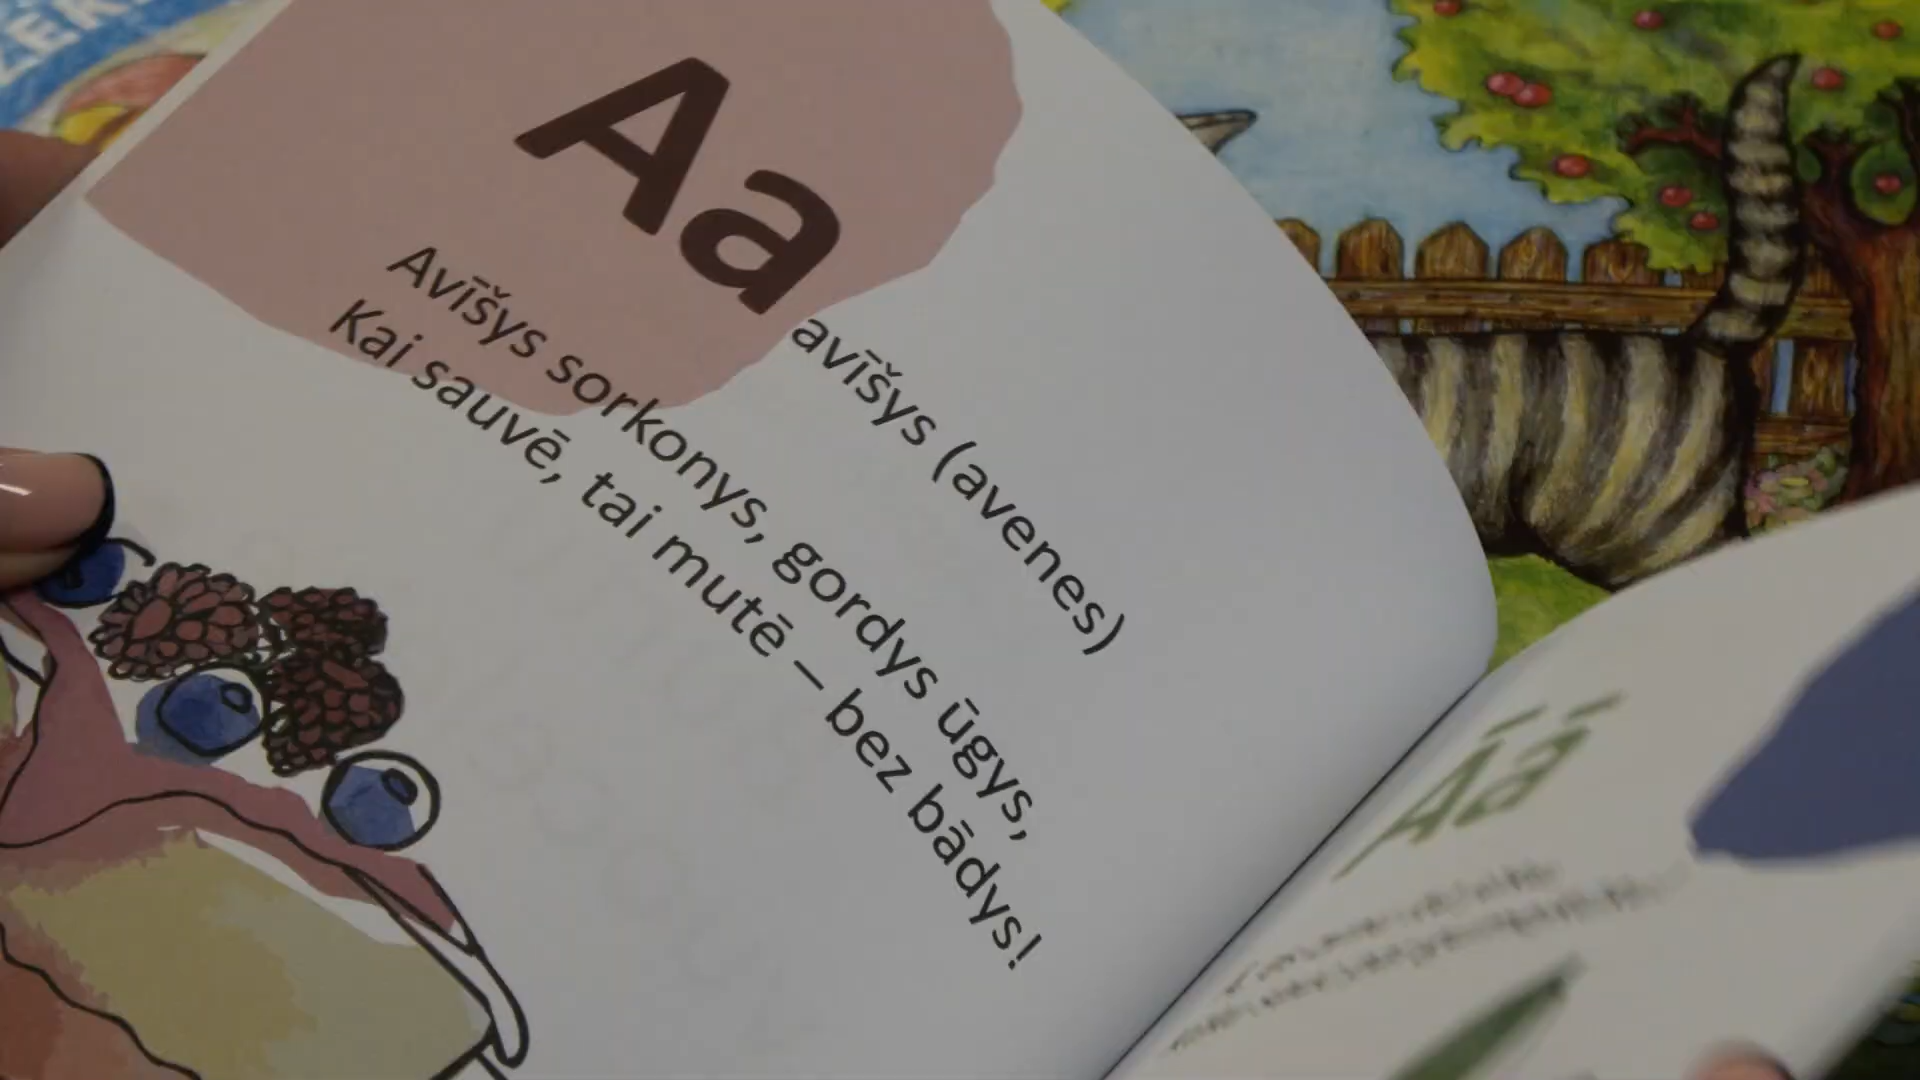 Aa
avīšys (avenes)
Avīšys sorkonys, gordys ūgys,
Kai sauvē, tai mutē – bez bādys!
Āā